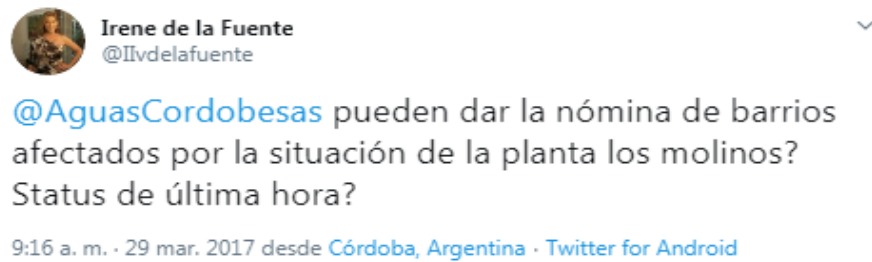 Irene de la Fuente
@IIvdelafuente
@AguasCordobesas pueden dar la nómina de barrios
afectados por la situación de la planta los molinos?
Status de última hora?
9:16 a. m. · 29 mar. 2017 desde Córdoba, Argentina · Twitter for Android